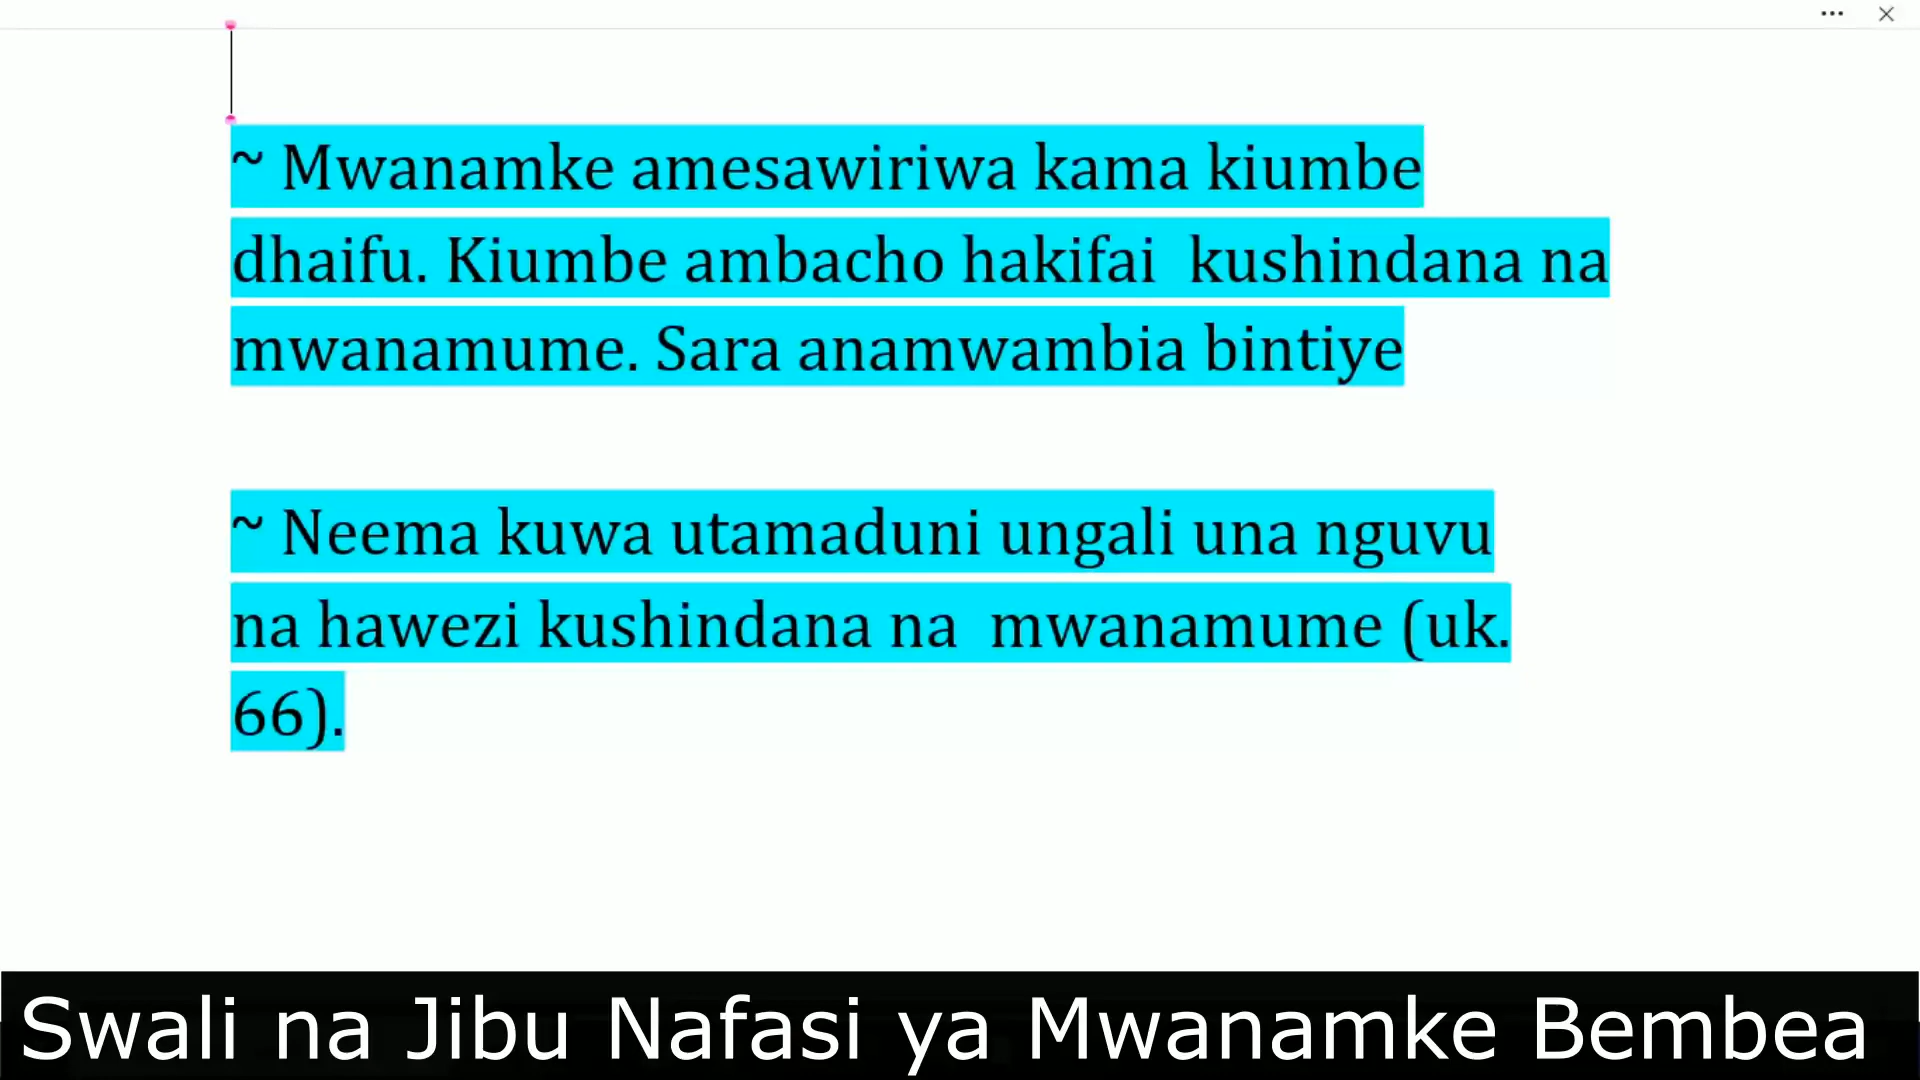 ~ Mwanamke amesawiriwa kama kiumbe
dhaifu. Kiumbe ambacho hakifai kushindana na
mwanamume. Sara anamwambia bintiye
~ Neema kuwa utamaduni ungali una nguvu
na hawezi kushindana na mwanamume (uk.
66).
Swali na Jibu Nafasi ya Mwanamke Bembea